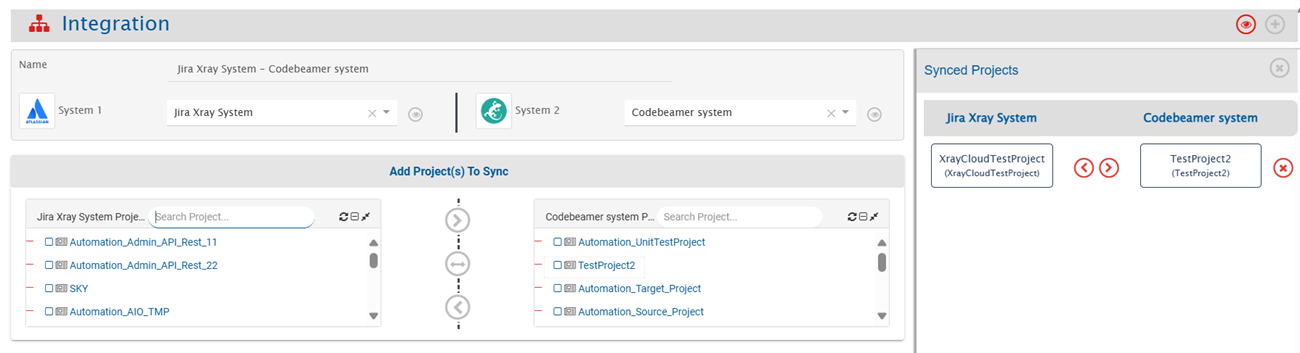 Integration
Name
Jira Xray System - Codebeamer system
ATLASSIAN
System 1
Jira Xray System
System 2
Codebeamer system
Add Project(s) To Sync
Jira Xray System Proje...
Search Project...
Automation_Admin_API_Rest_11
Automation_Admin_API_Rest_22
SKY
Automation_AIO_TMP
Codebeamer system P...
Search Project...
Automation_UnitTestProject
TestProject2
Automation_Target_Project
Automation_Source_Project
Synced Projects
Jira Xray System
Codebeamer system
XrayCloudTestProject
(XrayCloudTestProject)
TestProject2
(TestProject2)